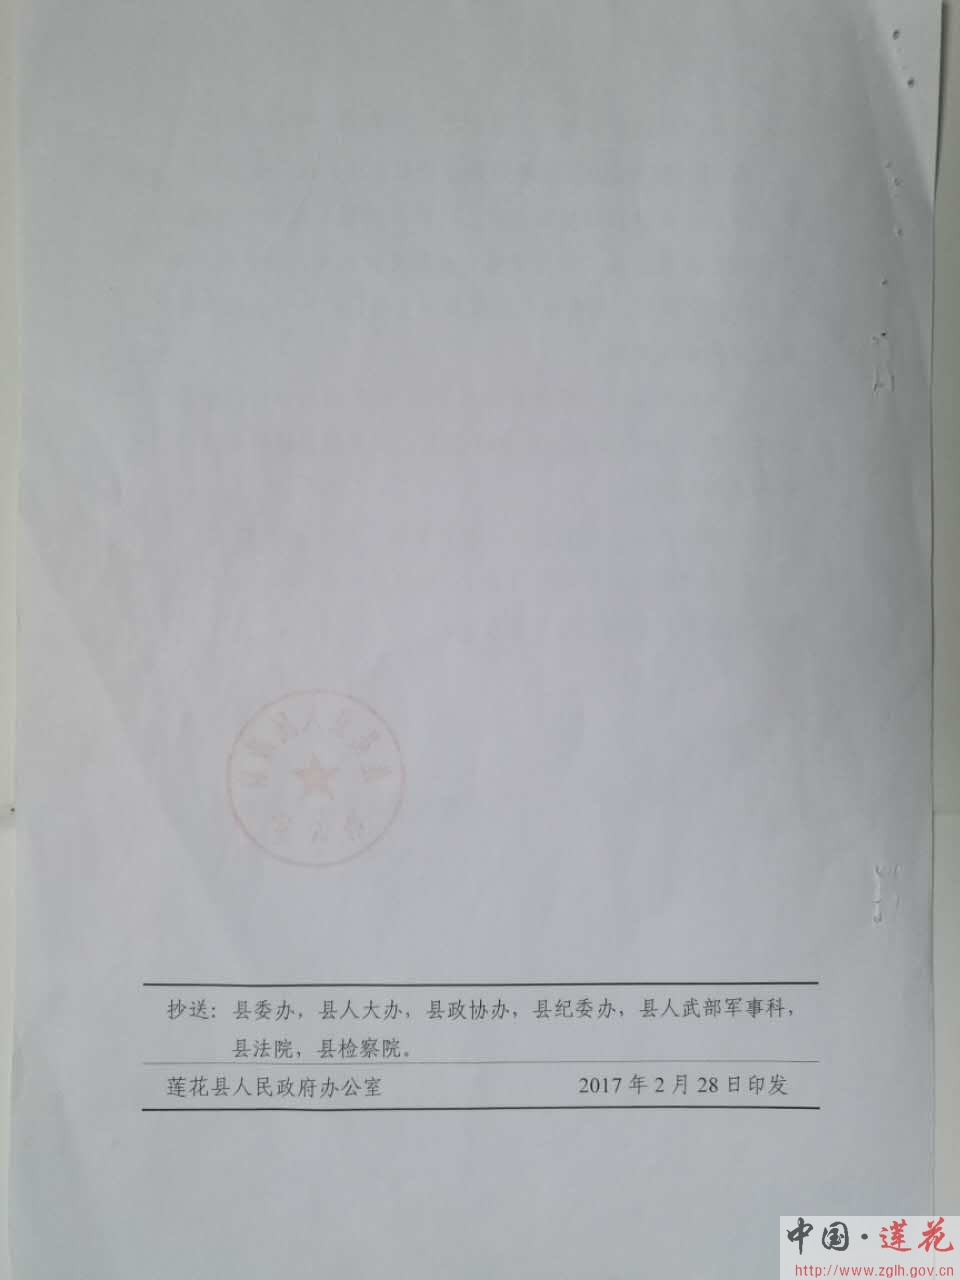 抄送：县委办，县人大办，县政协办，县纪委办，县人武部军事科，
县法院，县检察院。
莲花县人民政府办公室 2017年2月28日印发
中国·莲花
http://www.zglh.gov.cn